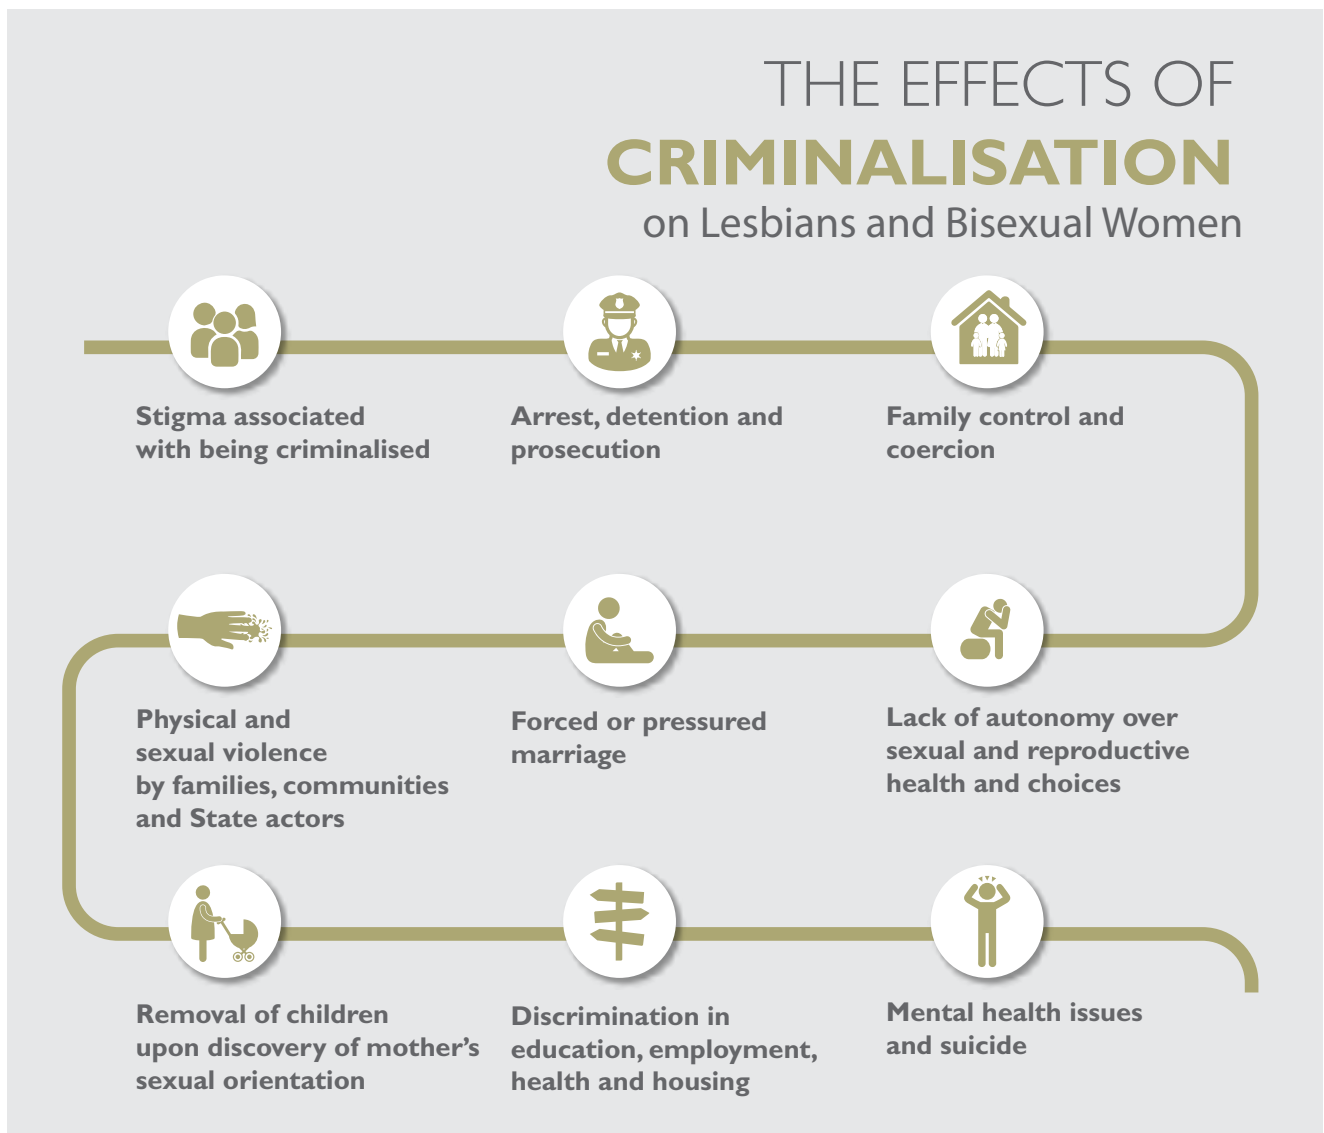 THE EFFECTS OF
CRIMINALISATION
on Lesbians and Bisexual Women
Stigma associated
with being criminalised
Arrest, detention and
prosecution
Family control and
coercion
Physical and
sexual violence
by families, communities
and State actors
Forced or pressured
marriage
Lack of autonomy over
sexual and reproductive
health and choices
Removal of children
upon discovery of mother’s
sexual orientation
Discrimination in
education, employment,
health and housing
Mental health issues
and suicide